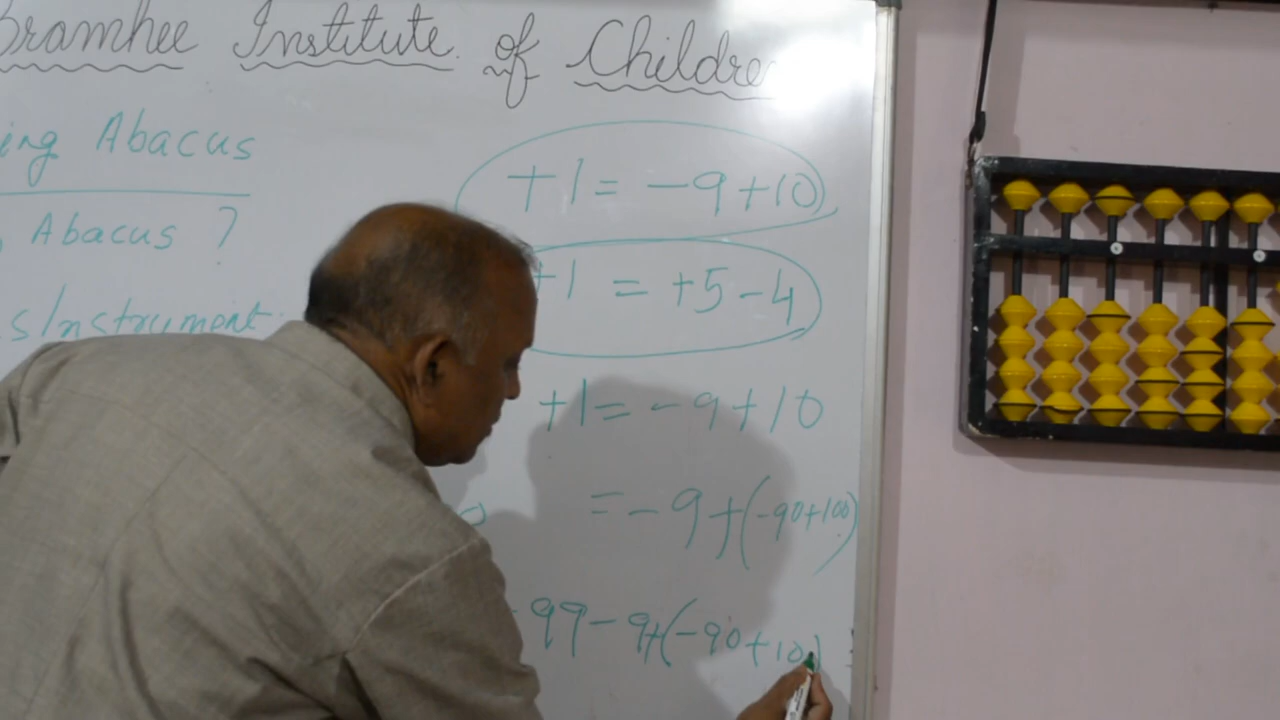 Bramhee Institute of Children
ing Abacus
Abacus ?
s/Instrument
+1 = -9+10
+1 = +5-4
+1 = -9+10
= -9+(-90+100)
99-9+(-90+10